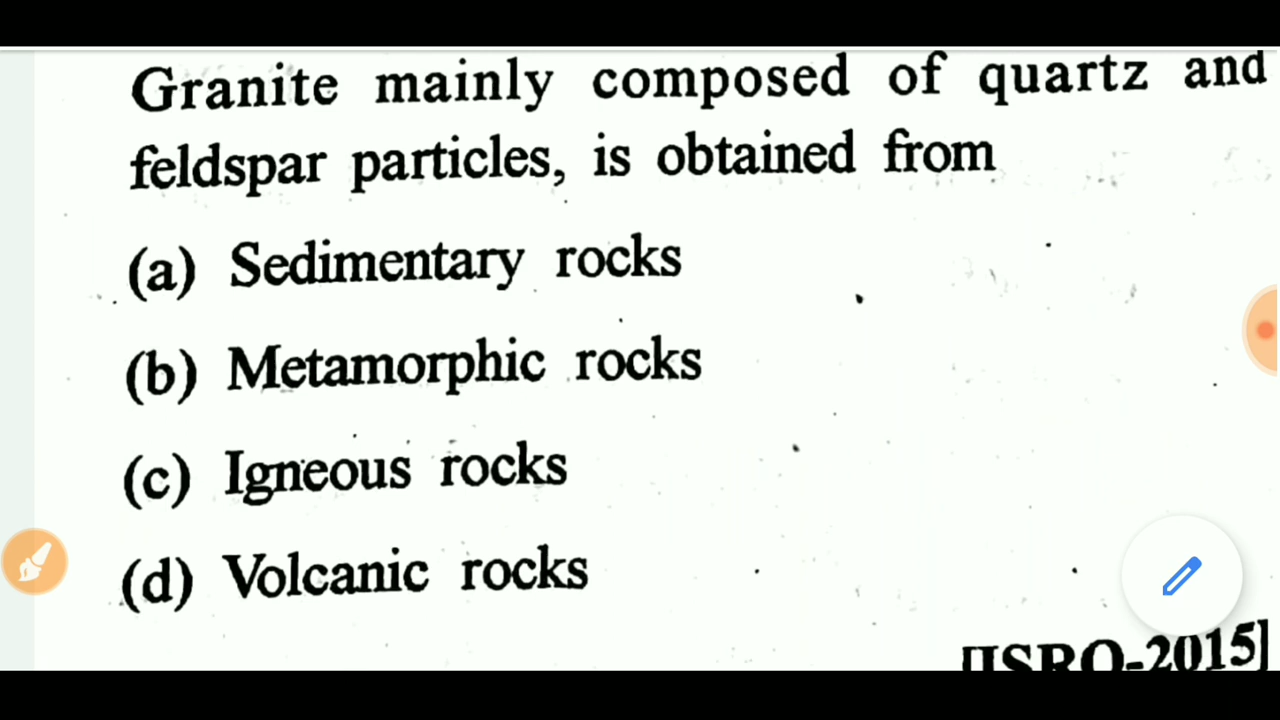 Granite mainly composed of quartz and
feldspar particles, is obtained from
(a) Sedimentary rocks
(b) Metamorphic rocks
(c) Igneous rocks
(d) Volcanic rocks
[ISRO-2015]